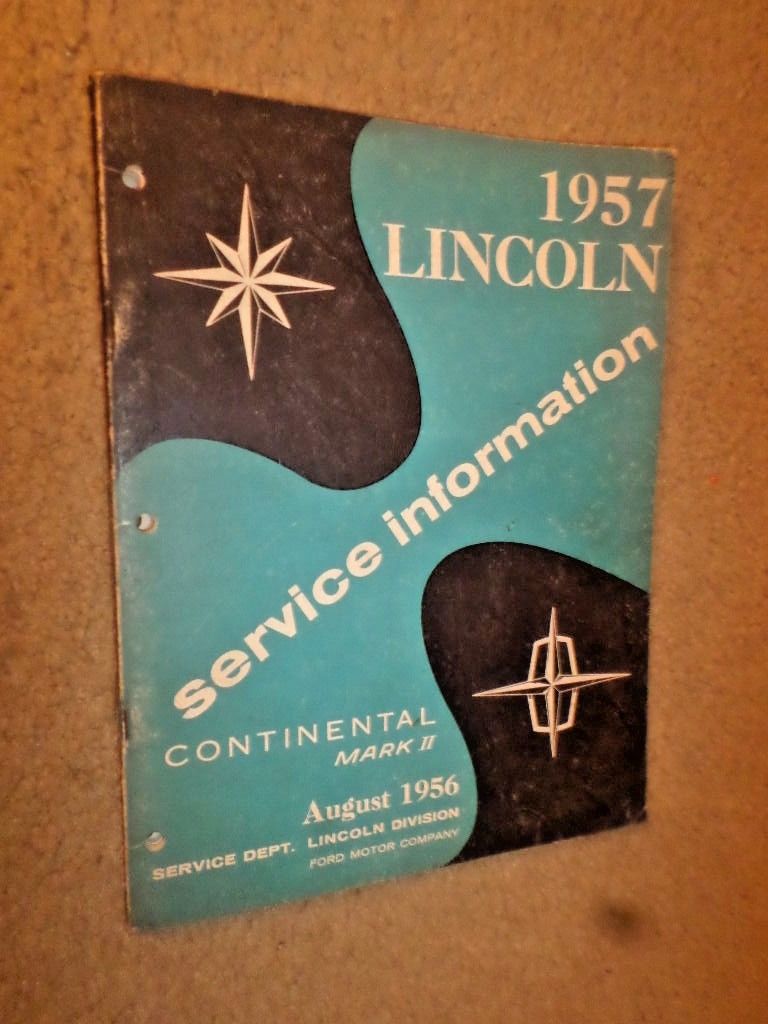 1957
LINCOLN
service information
CONTINENTAL
MARK II
August 1956
SERVICE DEPT. LINCOLN DIVISION
FORD MOTOR COMPANY